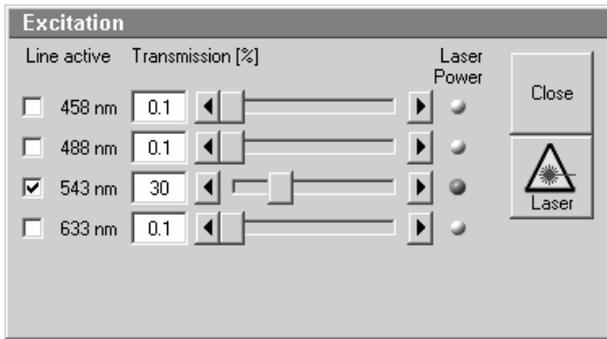 Excitation
Line active Transmission [%] Laser Power
Close
458 nm 0.1
488 nm 0.1
543 nm 30
Laser
633 nm 0.1